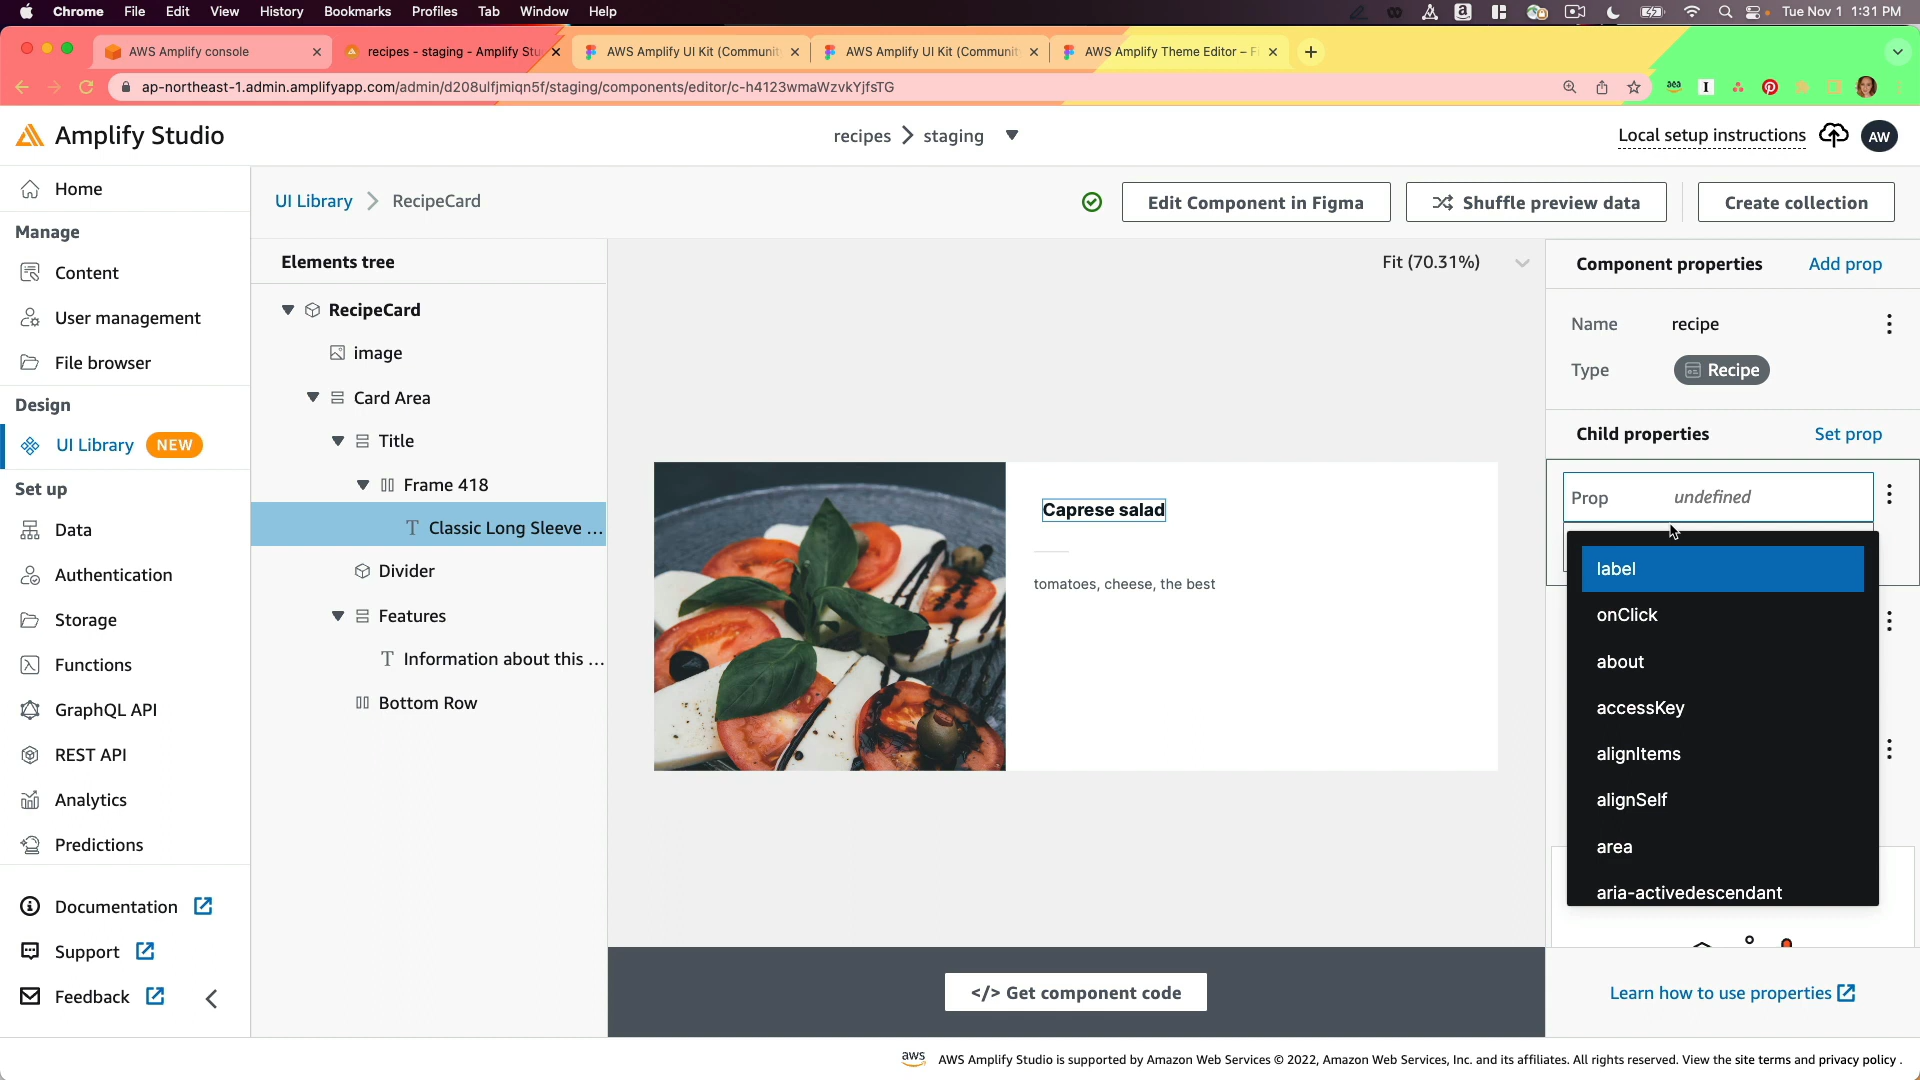 Chrome File Edit View History Bookmarks Profiles Tab Window Help
Tue Nov 1 1:31 PM
AWS Amplify console
recipes - staging - Amplify Stu
AWS Amplify UI Kit (Communit
AWS Amplify UI Kit (Communit
AWS Amplify Theme Editor – F
ap-northeast-1.admin.amplifyapp.com/admin/d208ulfjmiqn5f/staging/components/editor/c-h4123wmaWzvkYjfsTG
Amplify Studio
recipes > staging
Local setup instructions
AW
Home
Manage
Content
User management
File browser
Design
UI Library NEW
Set up
Data
Authentication
Storage
Functions
GraphQL API
REST API
Analytics
Predictions
Documentation
Support
Feedback
UI Library > RecipeCard
Edit Component in Figma
Shuffle preview data
Create collection
Elements tree
RecipeCard
image
Card Area
Title
Frame 418
T Classic Long Sleeve ...
Divider
Features
T Information about this ...
Bottom Row
Fit (70.31%)
Caprese salad
tomatoes, cheese, the best
</> Get component code
Component properties Add prop
Name recipe
Type Recipe
Child properties Set prop
Prop undefined
label
onClick
about
accessKey
alignItems
alignSelf
area
aria-activedescendant
Learn how to use properties
aws AWS Amplify Studio is supported by Amazon Web Services © 2022, Amazon Web Services, Inc. and its affiliates. All rights reserved. View the site terms and privacy policy .